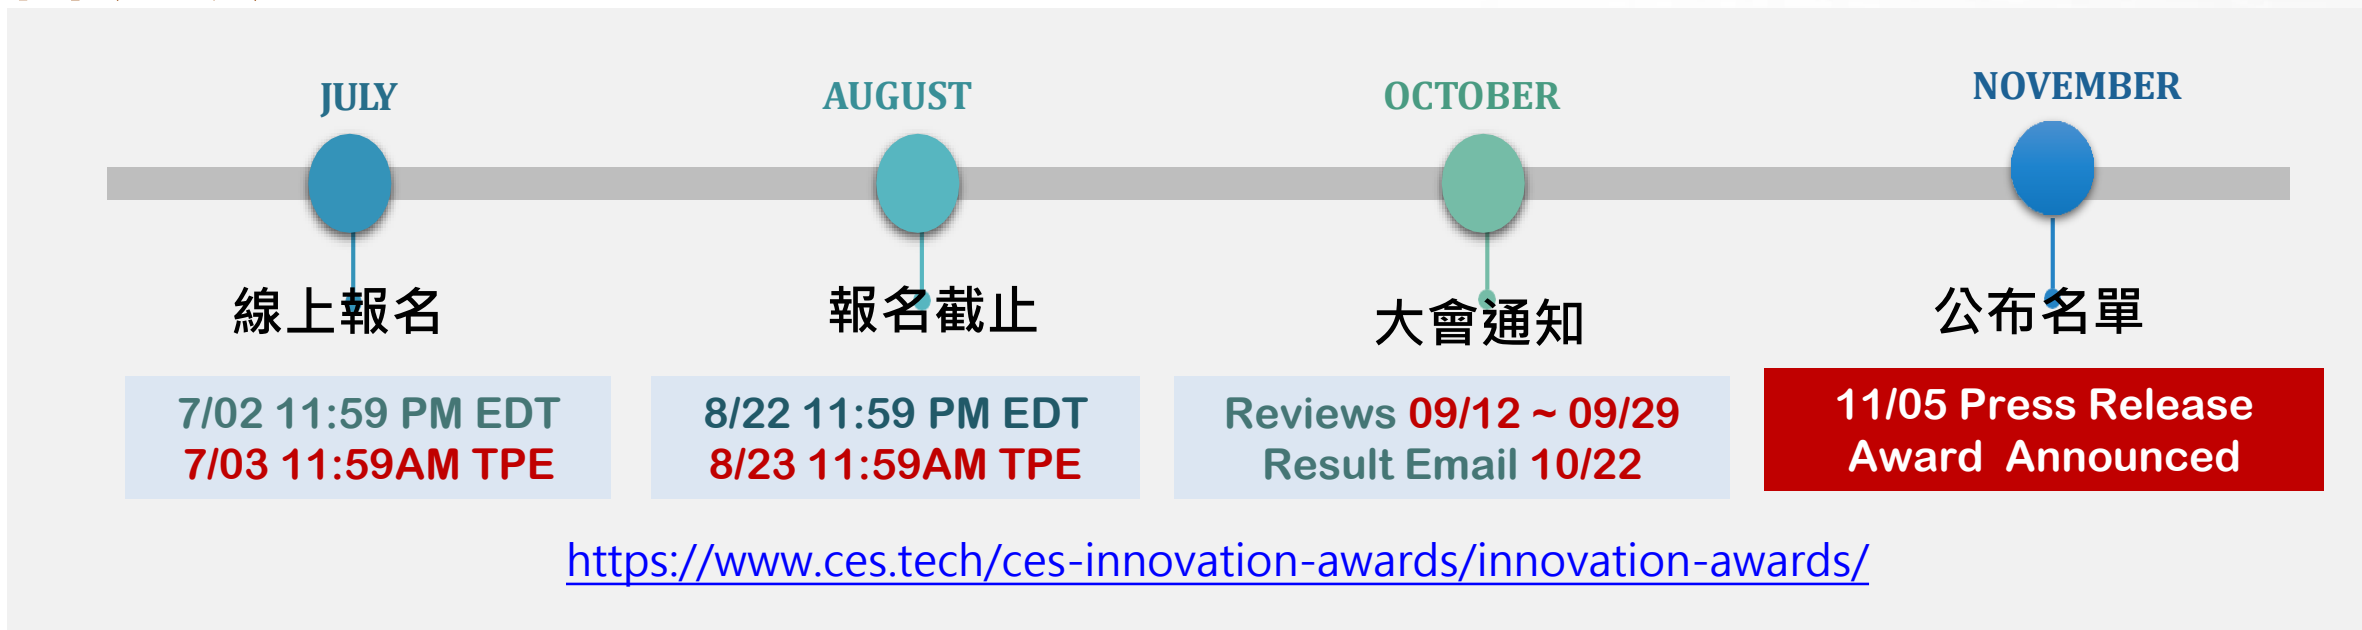 JULY
線上報名
7/02 11:59 PM EDT
7/03 11:59AM TPE
AUGUST
報名截止
8/22 11:59 PM EDT
8/23 11:59AM TPE
OCTOBER
大會通知
Reviews 09/12 ~ 09/29
Result Email 10/22
NOVEMBER
公布名單
11/05 Press Release
Award Announced
https://www.ces.tech/ces-innovation-awards/innovation-awards/